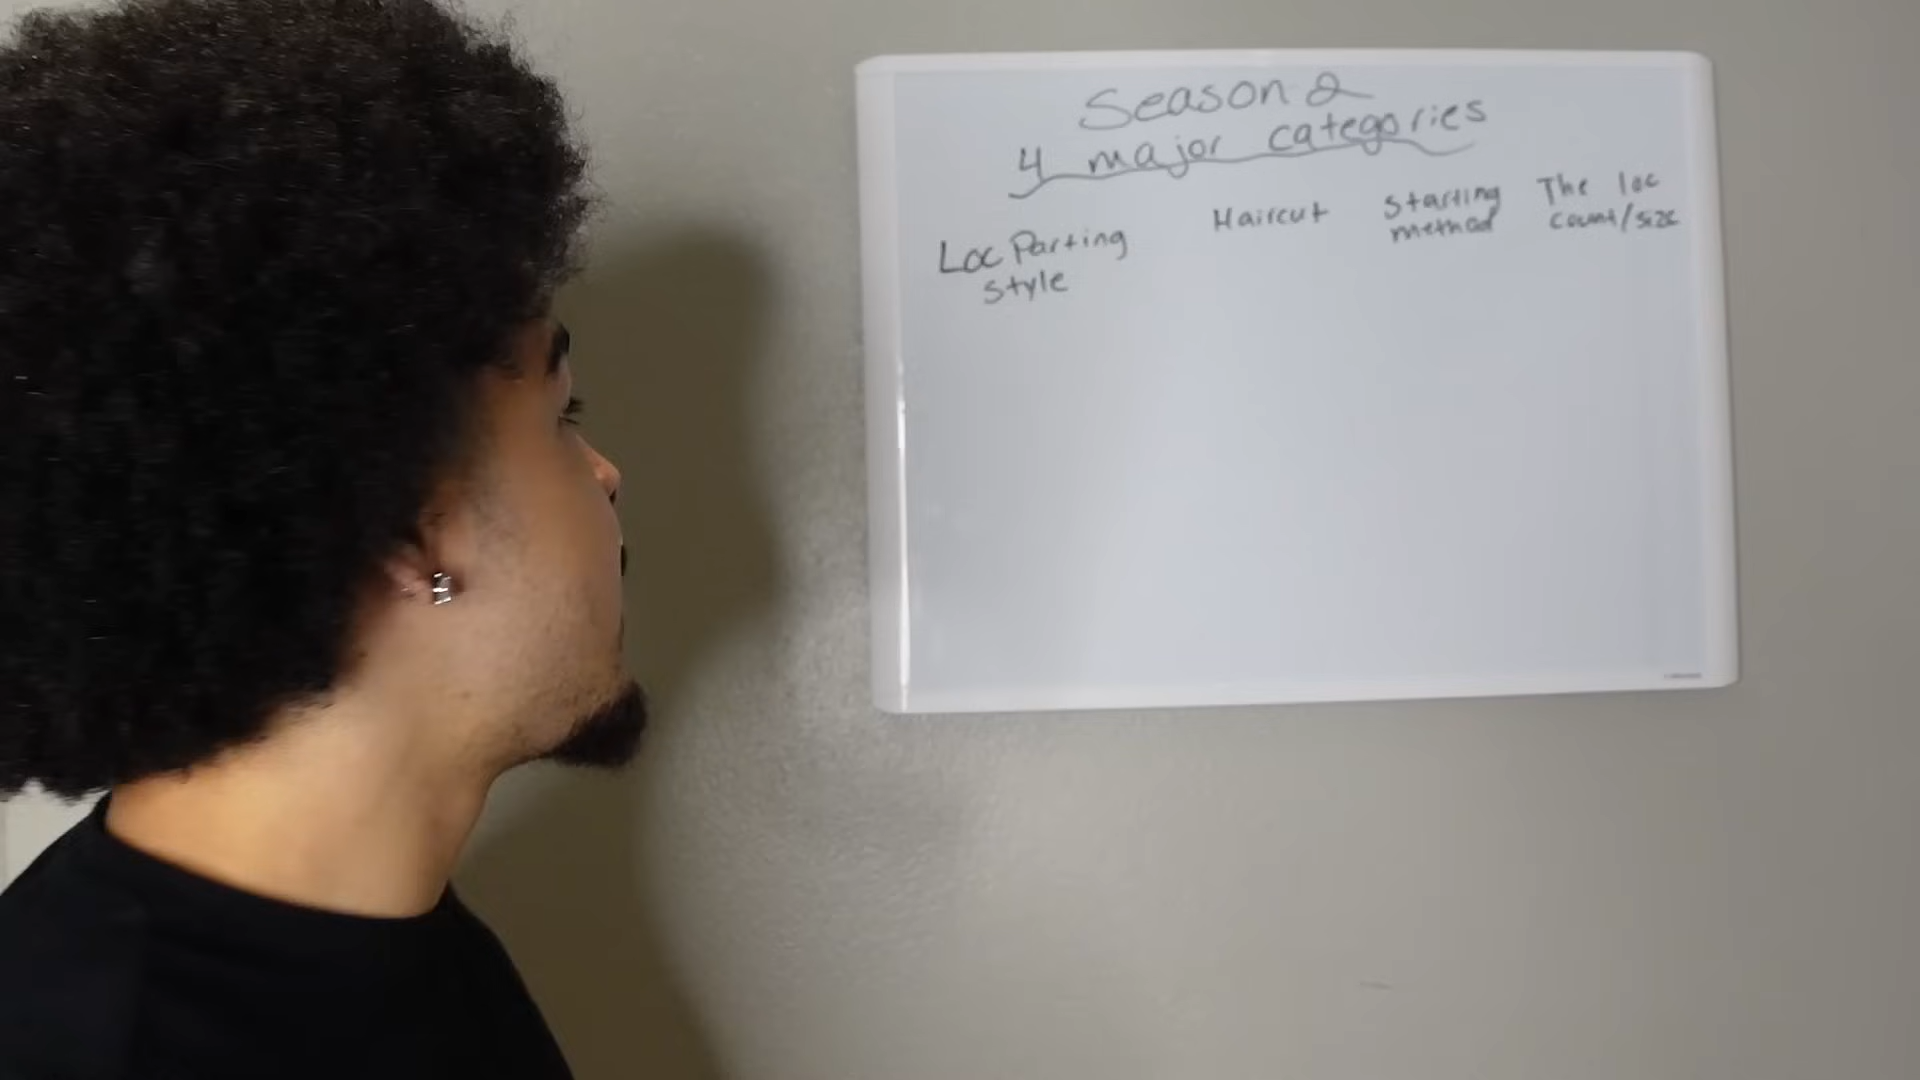 Season 2
4 major categories
Loc Parting
style
Haircut
Starting
method
The loc
count/size